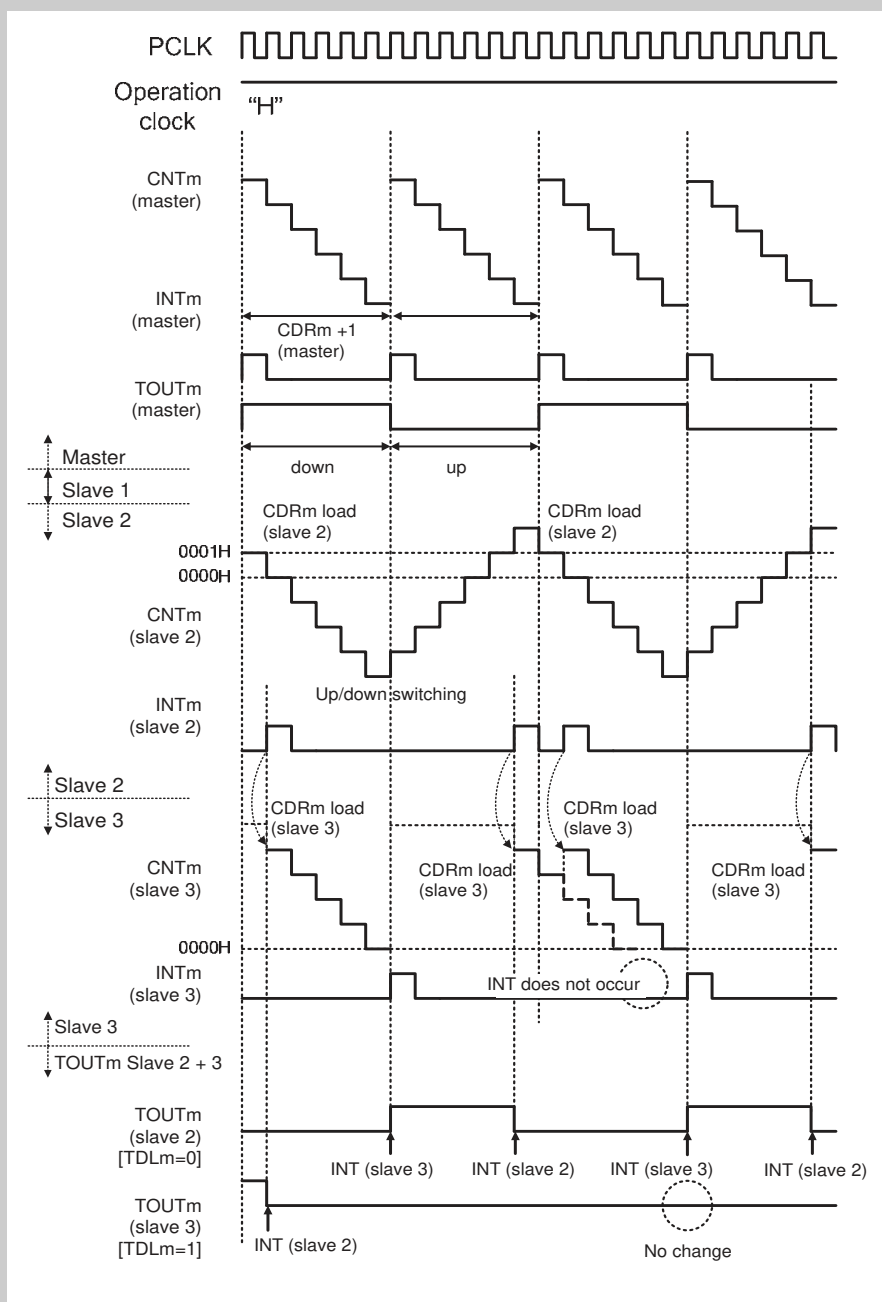 PCLK
Operation
clock
“H”
CNTm
(master)
INTm
(master)
CDRm +1
(master)
TOUTm
(master)
Master
down
up
Slave 1
Slave 2
CDRm load
(slave 2)
CDRm load
(slave 2)
0001H
0000H
CNTm
(slave 2)
Up/down switching
INTm
(slave 2)
Slave 2
Slave 3
CDRm load
(slave 3)
CDRm load
(slave 3)
CNTm
(slave 3)
CDRm load
(slave 3)
CDRm load
(slave 3)
0000H
INTm
(slave 3)
INT does not occur
Slave 3
TOUTm Slave 2 + 3
TOUTm
(slave 2)
[TDLm=0]
INT (slave 3)
INT (slave 2)
INT (slave 3)
INT (slave 2)
TOUTm
(slave 3)
[TDLm=1]
INT (slave 2)
No change